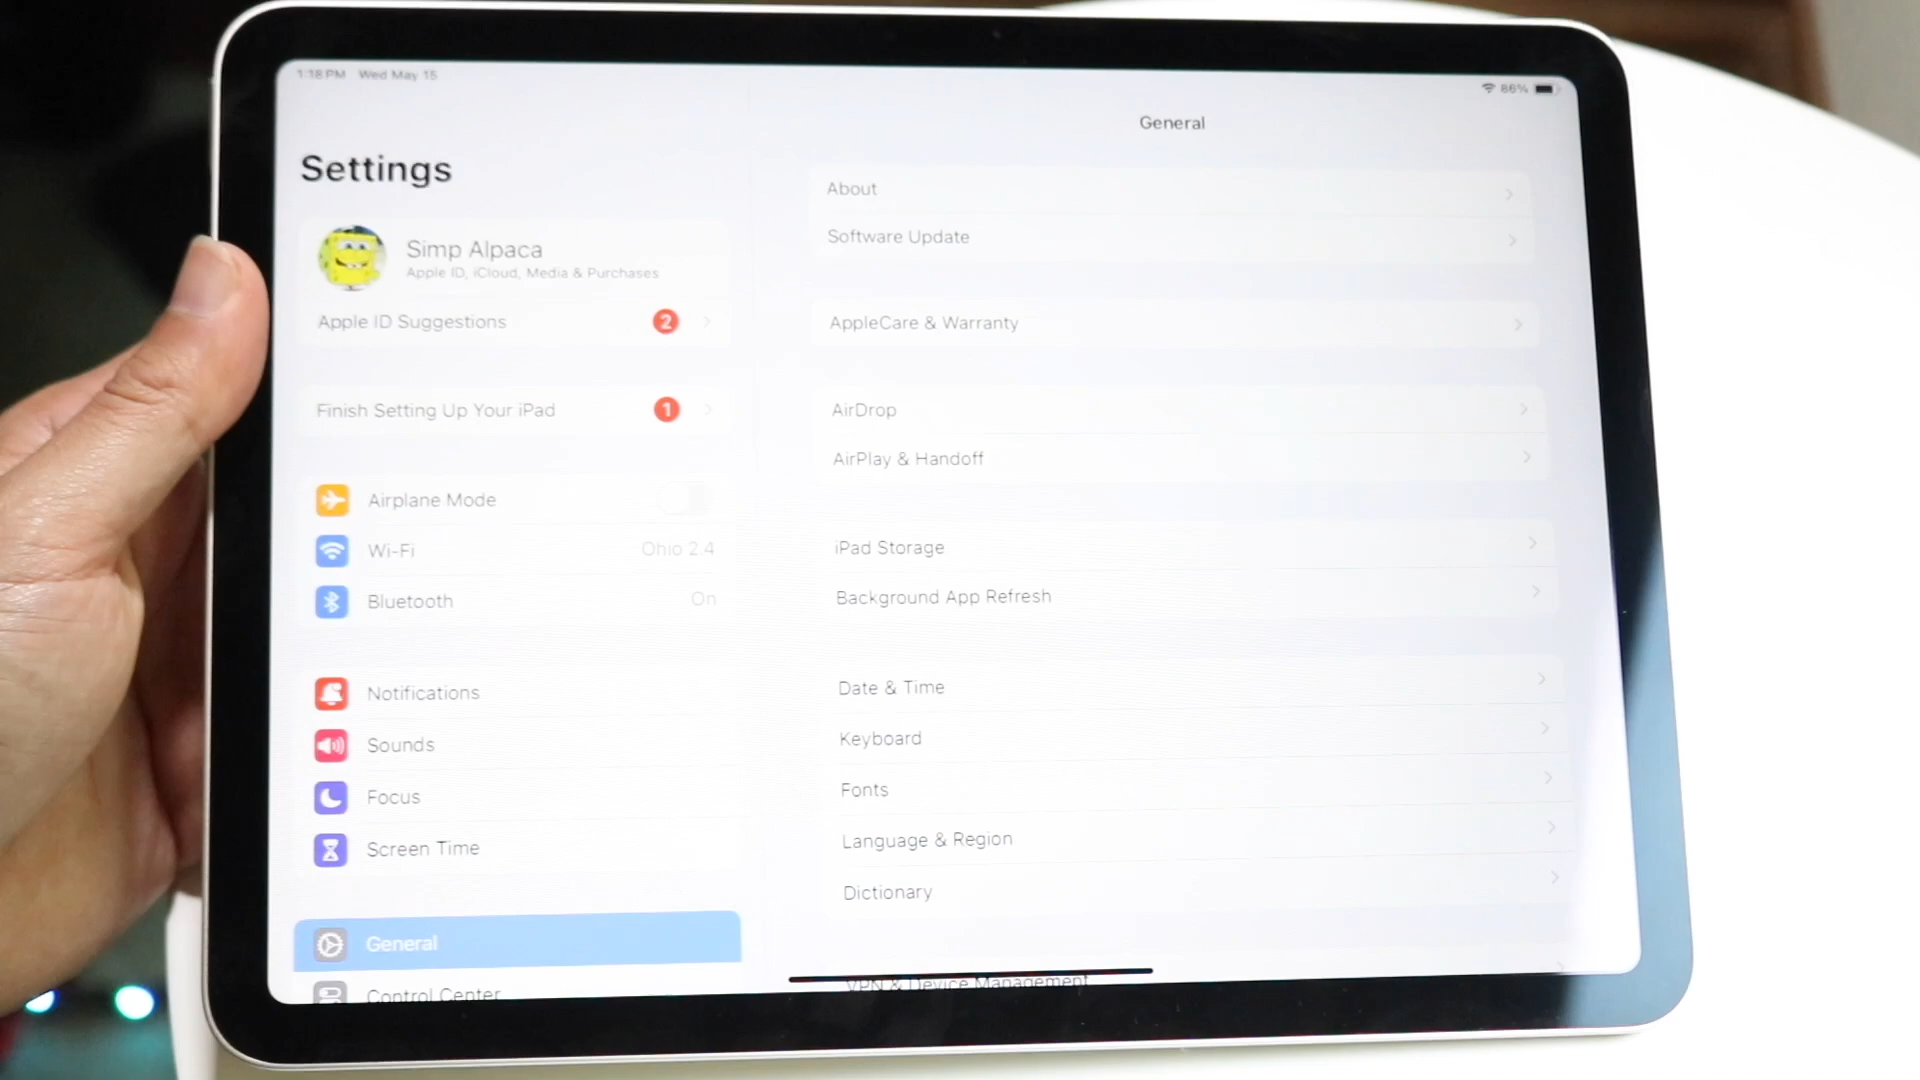 1:18 PM Wed May 15
86%
Settings
Simp Alpaca
Apple ID, iCloud, Media & Purchases
Apple ID Suggestions 2
Finish Setting Up Your iPad 1
Airplane Mode
Wi-Fi Ohio 2.4
Bluetooth On
Notifications
Sounds
Focus
Screen Time
General
Control Center
General
About
Software Update
AppleCare & Warranty
AirDrop
AirPlay & Handoff
iPad Storage
Background App Refresh
Date & Time
Keyboard
Fonts
Language & Region
Dictionary
VPN & Device Management